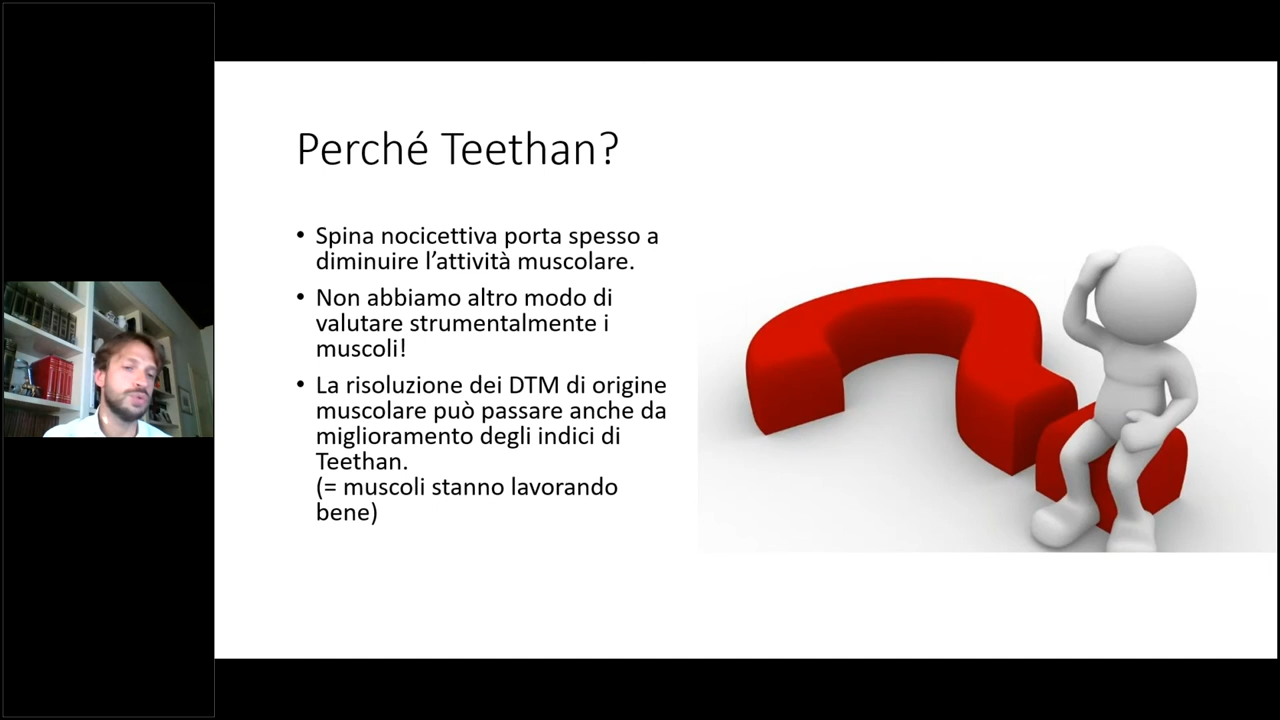 Perché Teethan?
• Spina nocicettiva porta spesso a
diminuire l’attività muscolare.
• Non abbiamo altro modo di
valutare strumentalmente i
muscoli!
• La risoluzione dei DTM di origine
muscolare può passare anche da
miglioramento degli indici di
Teethan.
(= muscoli stanno lavorando
bene)